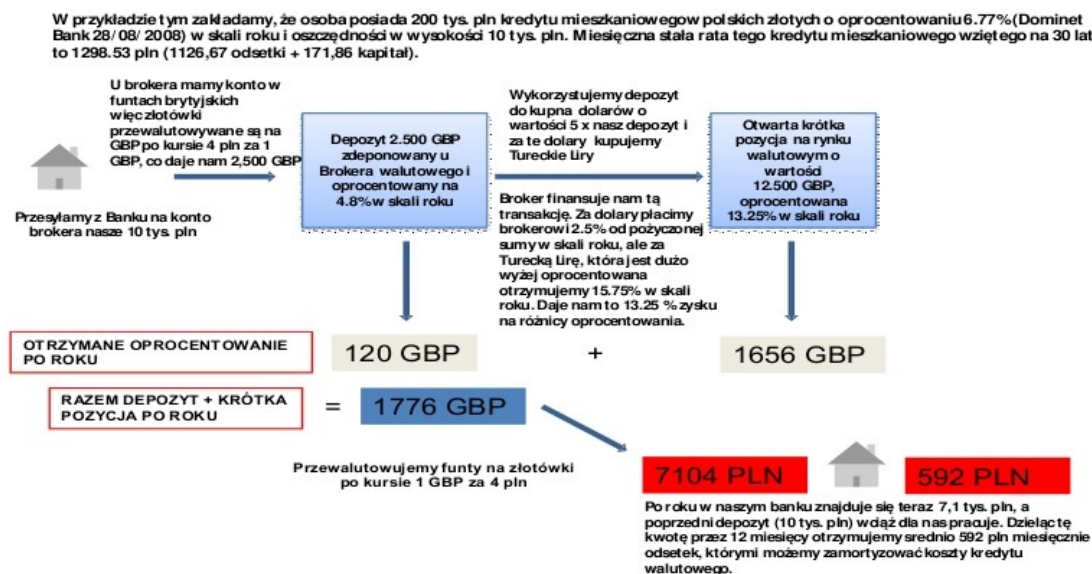 W przykładzie tym zakładamy, że osoba posiada 200 tys. pln kredytu mieszkaniowegow polskich złotych o oprocentowaniu 6.77% (Dominet
Bank 28/08/2008) w skali roku i oszczędności w wysokości 10 tys. pln. Miesięczna stała rata tego kredytu mieszkaniowego wziętego na 30 lat
to 1298.53 pln (1126,67 odsetki + 171,86 kapitał).
U brokera mamy konto w
funtach brytyjskich
więc złotówki
przewalutowywane są na
GBP po kursie 4 pln za 1
GBP, co daje nam 2,500 GBP
Przesyłamy z Banku na konto
brokera nasze 10 tys. pln
Depozyt 2.500 GBP
zdeponowany u
Brokera walutowego i
oprocentowany na
4.8% w skali roku
Wykorzystujemy depozyt
do kupna dolarów o
wartości 5 x nasz depozyt i
za te dolary kupujemy
Tureckie Liry
Broker finansuje nam tą
transakcję. Za dolary płacimy
brokerowi 2.5% od pożyczonej
sumy w skali roku, ale za
Turecką Lirę, która jest dużo
wyżej oprocentowana
otrzymujemy 15.75% w skali
roku. Daje nam to 13.25 % zysku
na różnicy oprocentowania.
Otwarta krótka
pozycja na rynku
walutowym o
wartości
12.500 GBP,
oprocentowana
13.25% w skali roku
OTRZYMANE OPROCENTOWANIE
PO ROKU
120 GBP
+
1656 GBP
RAZEM DEPOZYT + KRÓTKA
POZYCJA PO ROKU
=
1776 GBP
Przewalutowujemy funty na złotówki
po kursie 1 GBP za 4 pln
7104 PLN
592 PLN
Po roku w naszym banku znajduje się teraz 7,1 tys. pln, a
poprzedni depozyt (10 tys. pln) wciąż dla nas pracuje. Dzieląc tę
kwotę przez 12 miesięcy otrzymujemy srednio 592 pln miesięcznie
odsetek, którymi możemy zamortyzować koszty kredytu
walutowego.